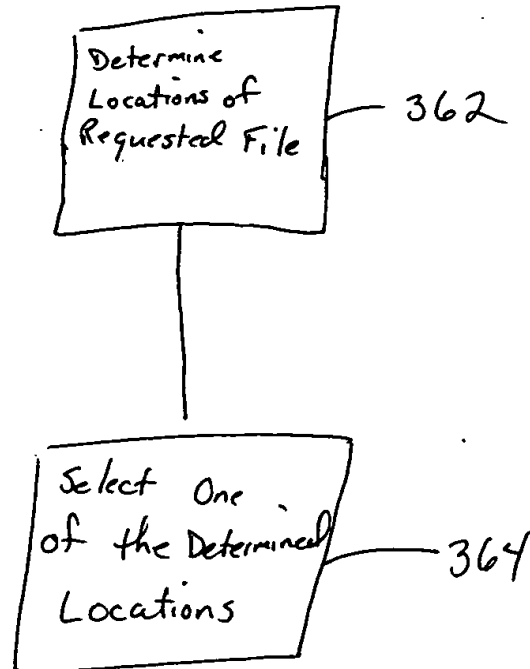 Determine
Locations of
Requested File
362
Select One
of the Determined
Locations
364